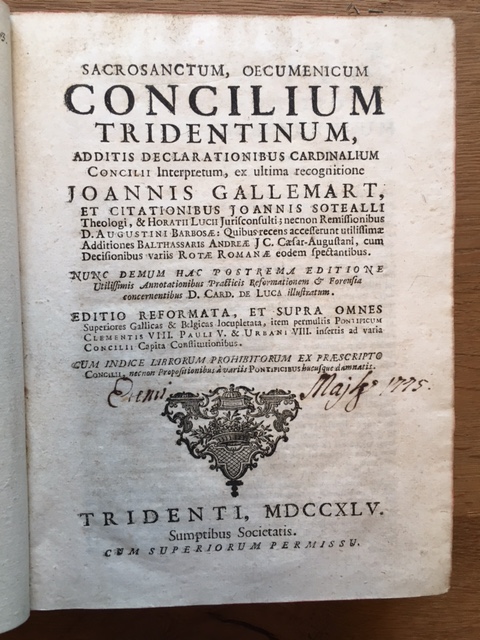 SACROSANCTUM, OECUMENICUM
CONCILIUM
TRIDENTINUM,
ADDITIS DECLARATIONIBUS CARDINALIUM
CONCILII Interpretum, ex ultima recognitione
JOANNIS GALLEMART,
ET CITATIONIBUS JOANNIS SOTEALLI
Theologi, & HORATII LUCII Jurisconsulti; necnon Remissionibus
D. AUGUSTINI BARBOSÆ: Quibus recens accesserunt utilissimæ
Additiones BALTHASSARIS ANDREÆ J C. Cæsar-Augustani, cum
Decisionibus variis ROTÆ ROMANÆ eodem spectantibus.
NUNC DEMUM HAC POSTREMA EDITIONE
Utilissimis Annotationibus Practicis Reformationem & Forensia
concernentibus D. CARD. DE LUCA illustratum.
EDITIO REFORMATA, ET SUPRA OMNES
Superiores Gallicas & Belgicas locupletata, item permultis PONTIFICUM
CLEMENTIS VIII. PAULI V. & URBANI VIII. insertis ad varia
CONCILII Capita Constitutionibus.
CUM INDICE LIBRORUM PROHIBITORUM EX PRÆSCRIPTO
CONCILII, necnon Propositionibus à variis PONTIFICIBUS hucusque damnatis.
1775.
TRIDENTI, MDCCXLV.
Sumptibus Societatis.
CUM SUPERIORUM PERMISSU.